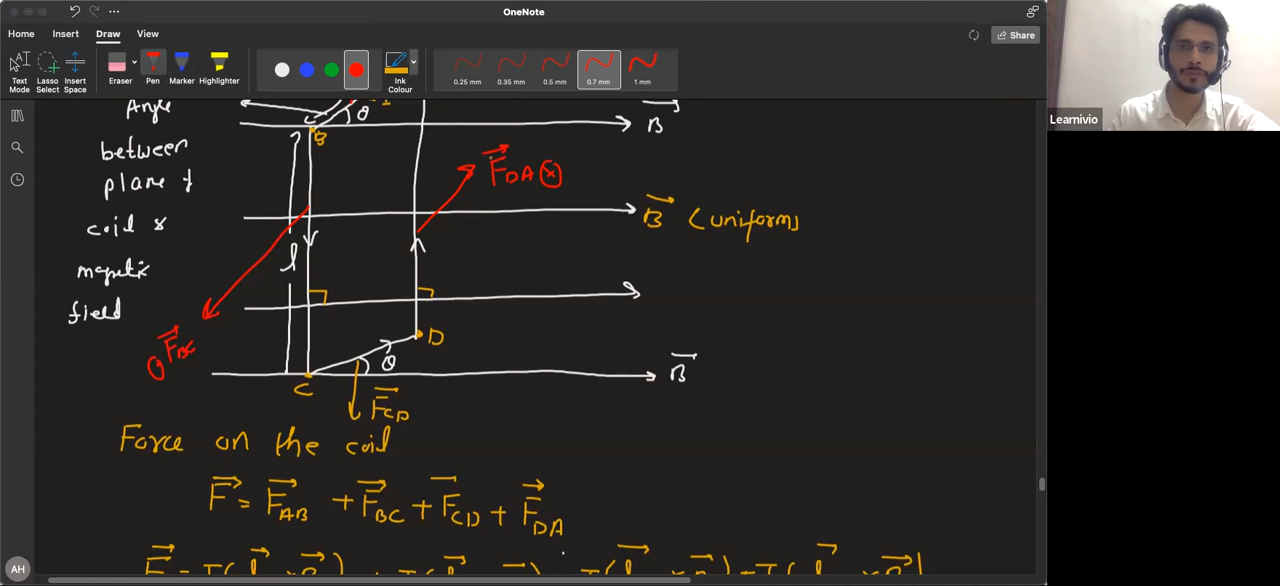 OneNote
Home Insert Draw View
Share
Text Mode
Lasso Select
Insert Space
Eraser
Pen
Marker
Highlighter
Ink Colour
0.25 mm
0.35 mm
0.5 mm
0.7 mm
1 mm
Learnivio
Angle
between
plane of
coil &
magnetic
field
θ
B
B
F DA ⊗
B (uniform)
l
F BC
D
θ
C
B
F CD
Force on the coil
F = F AB + F BC + F CD + F DA
AH